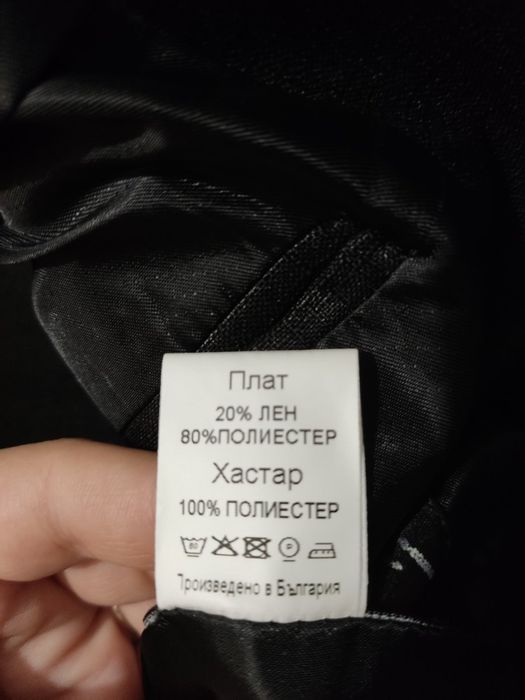 Плат
20% ЛЕН
80%ПОЛИЕСТЕР
Хастар
100% ПОЛИЕСТЕР
P
Произведено в България